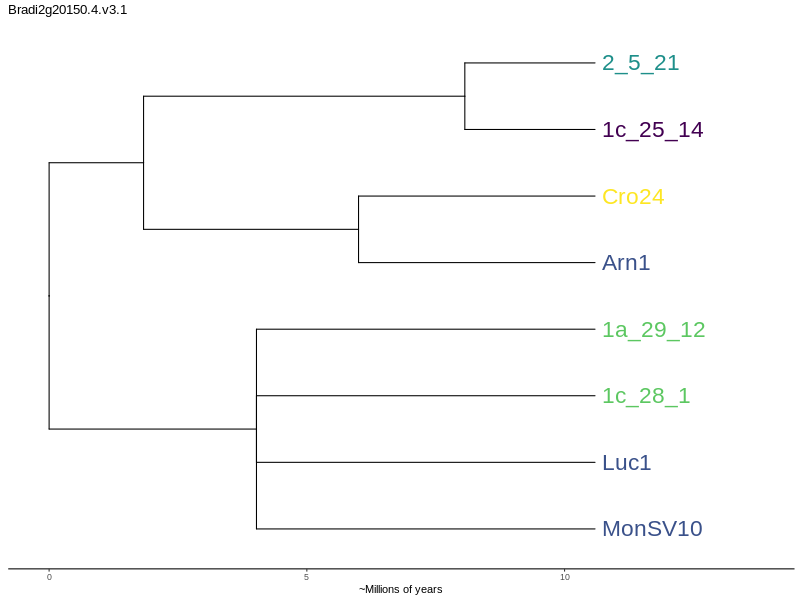 Bradi2g20150.4.v3.1
2_5_21
1c_25_14
Cro24
Arn1
1a_29_12
1c_28_1
Luc1
MonSV10
0 5 10
~Millions of years